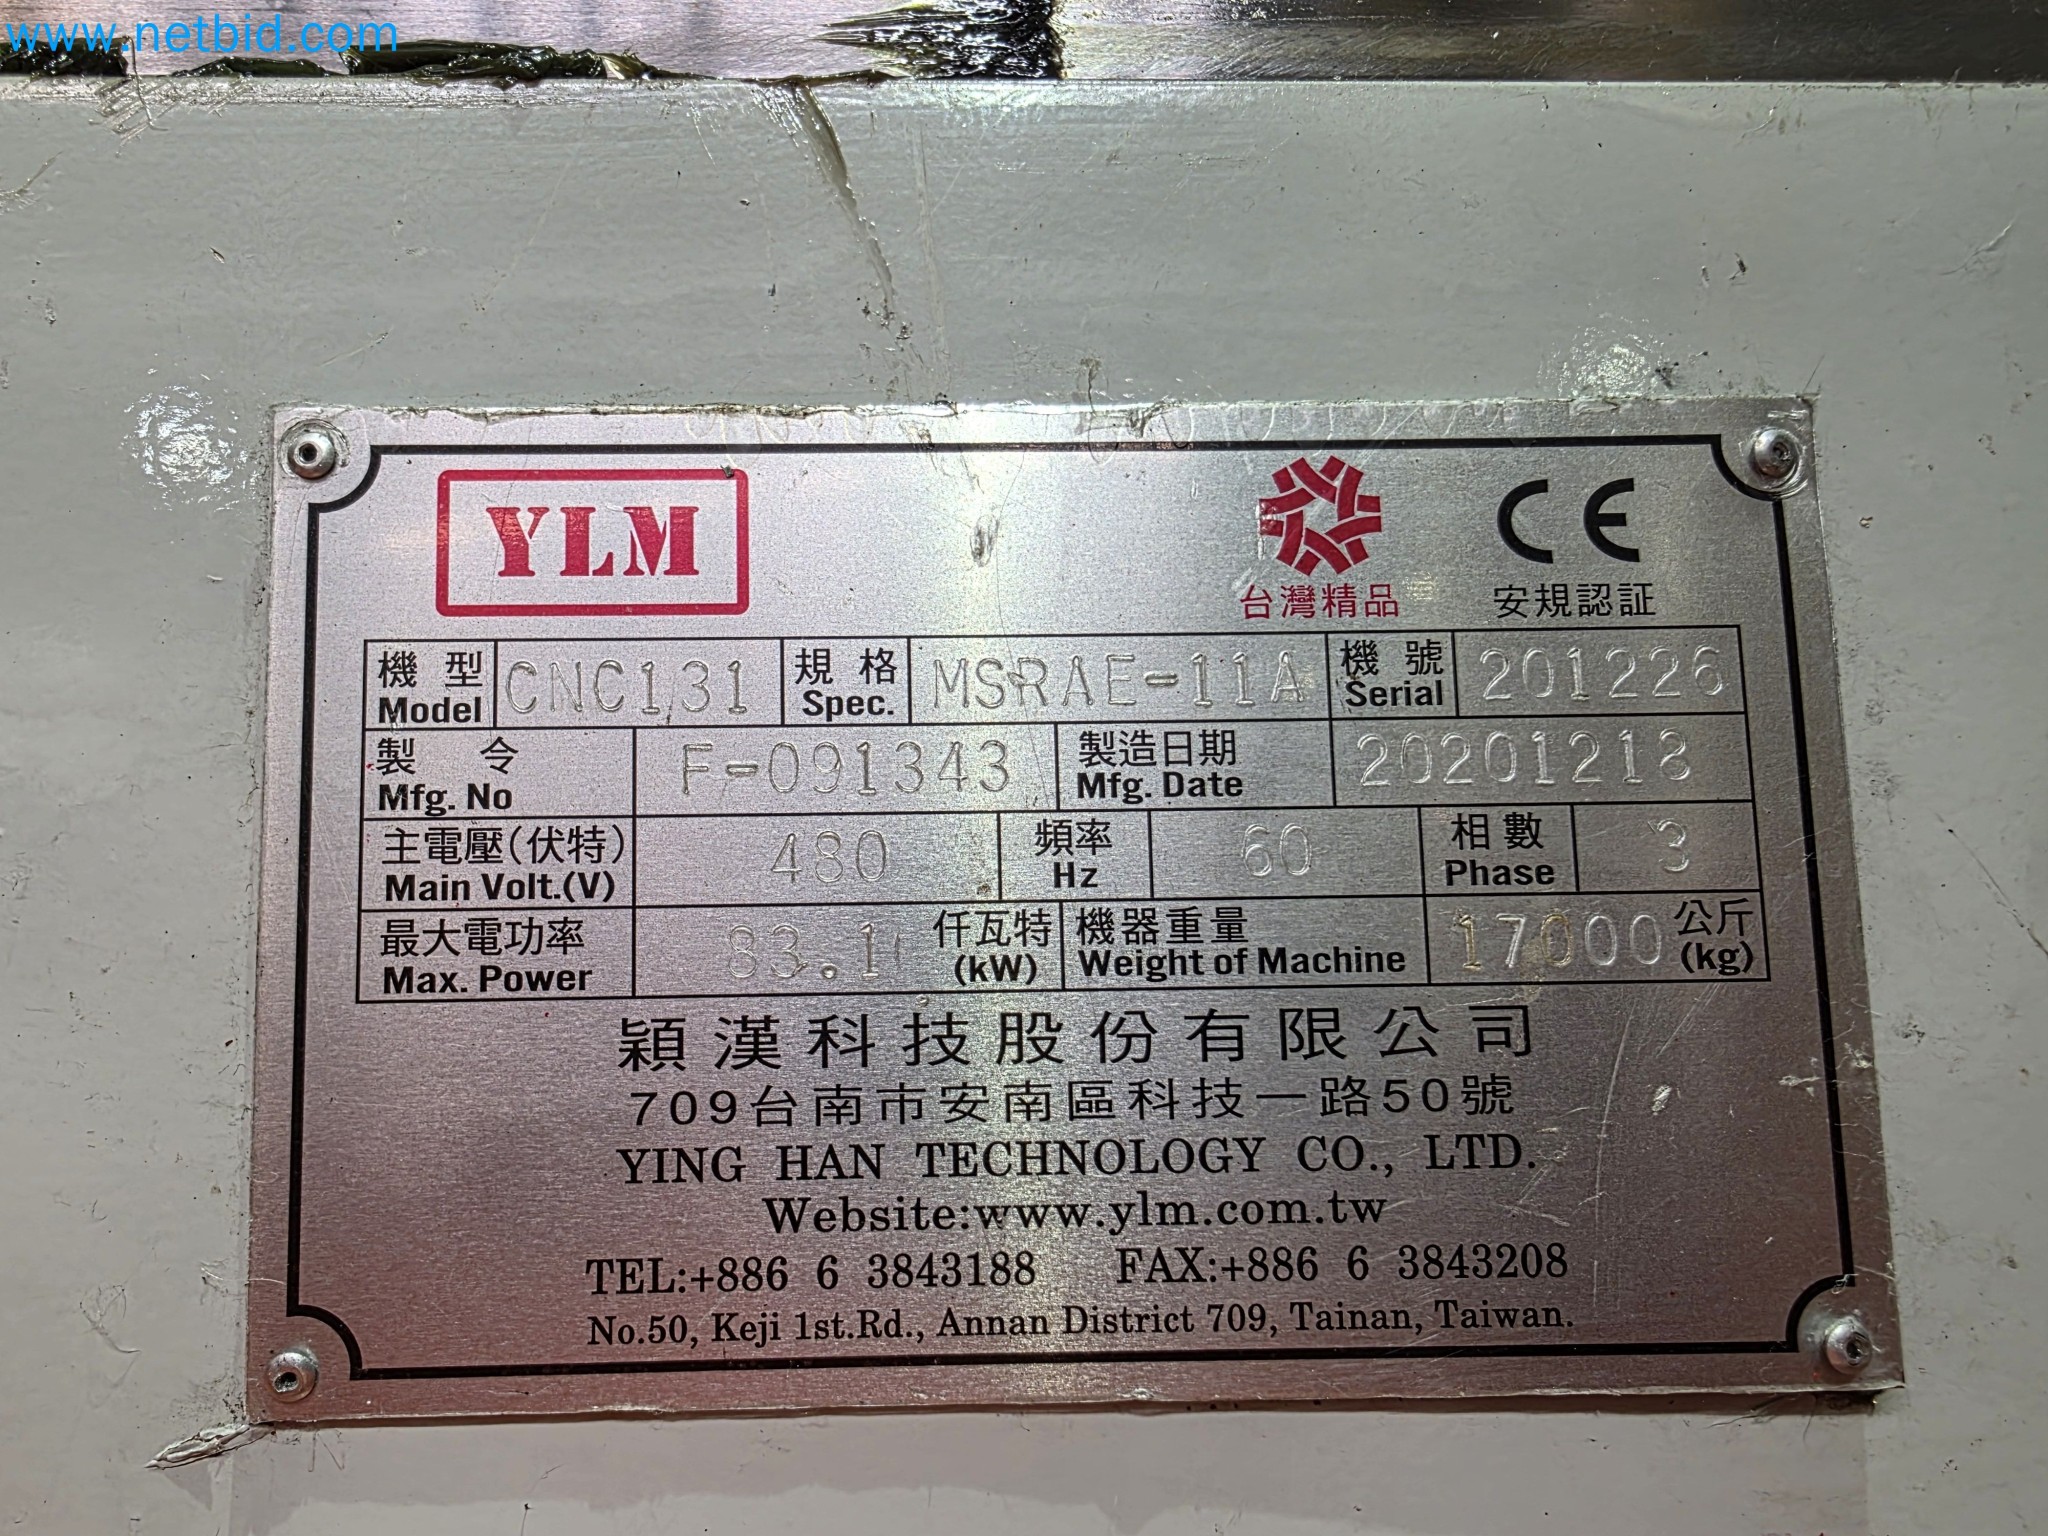 www.netbid.com
YLM
台灣精品
CE
安規認証
機型 Model CNC131 規格 Spec. MSRAE-11A 機號 Serial 201226
製令 Mfg. No F-091343 製造日期 Mfg. Date 20201218
主電壓(伏特) Main Volt.(V) 480 頻率 Hz 60 相數 Phase 3
最大電功率 Max. Power 83.1 仟瓦特 (kW) 機器重量 Weight of Machine 17000 公斤 (kg)
穎漢科技股份有限公司
709台南市安南區科技一路50號
YING HAN TECHNOLOGY CO., LTD.
Website:www.ylm.com.tw
TEL:+886 6 3843188 FAX:+886 6 3843208
No.50, Keji 1st.Rd., Annan District 709, Tainan, Taiwan.